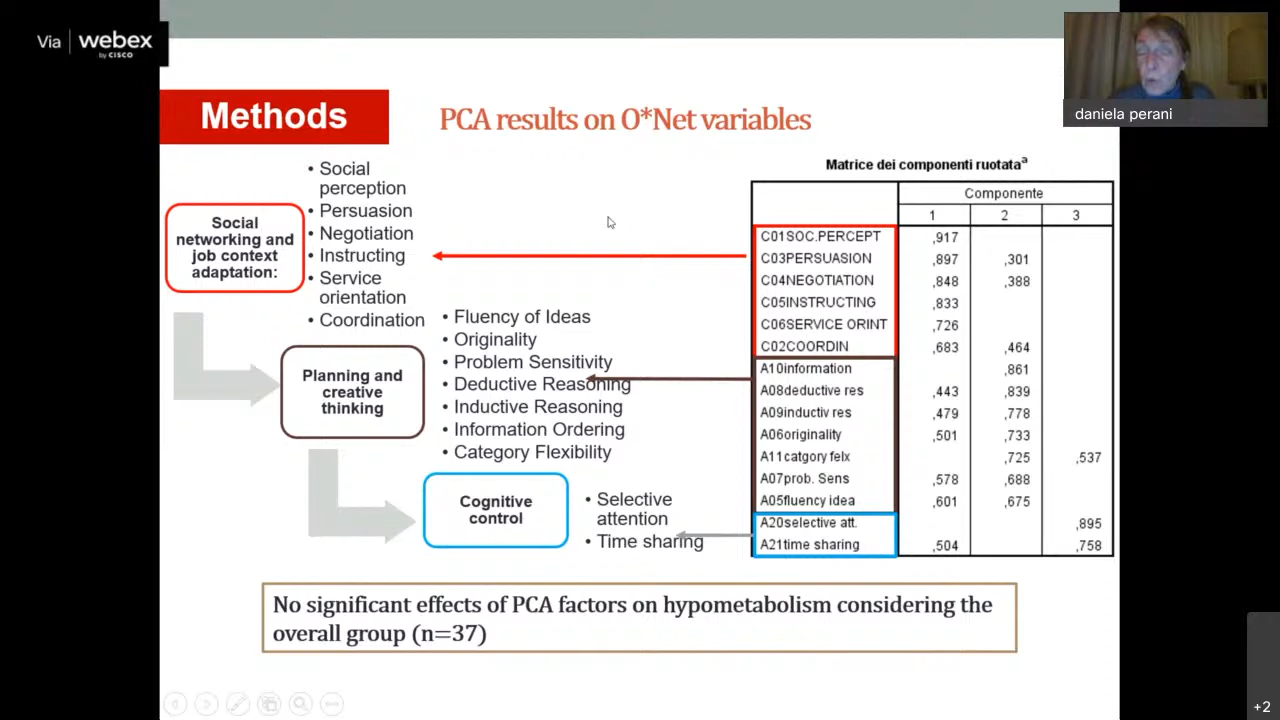 Via webex
by CISCO
daniela perani
Methods
PCA results on O*Net variables
Social
networking and
job context
adaptation:
• Social
perception
• Persuasion
• Negotiation
• Instructing
• Service
orientation
• Coordination
Planning and
creative
thinking
• Fluency of Ideas
• Originality
• Problem Sensitivity
• Deductive Reasoning
• Inductive Reasoning
• Information Ordering
• Category Flexibility
Cognitive
control
• Selective
attention
• Time sharing
Matrice dei componenti ruotataᵃ
Componente
1 2 3
C01SOC.PERCEPT ,917
C03PERSUASION ,897 ,301
C04NEGOTIATION ,848 ,388
C05INSTRUCTING ,833
C06SERVICE ORINT ,726
C02COORDIN ,683 ,464
A10information ,861
A08deductive res ,443 ,839
A09inductiv res ,479 ,778
A06originality ,501 ,733
A11catgory felx ,725 ,537
A07prob. Sens ,578 ,688
A05fluency idea ,601 ,675
A20selective att. ,895
A21time sharing ,504 ,758
No significant effects of PCA factors on hypometabolism considering the
overall group (n=37)
+2